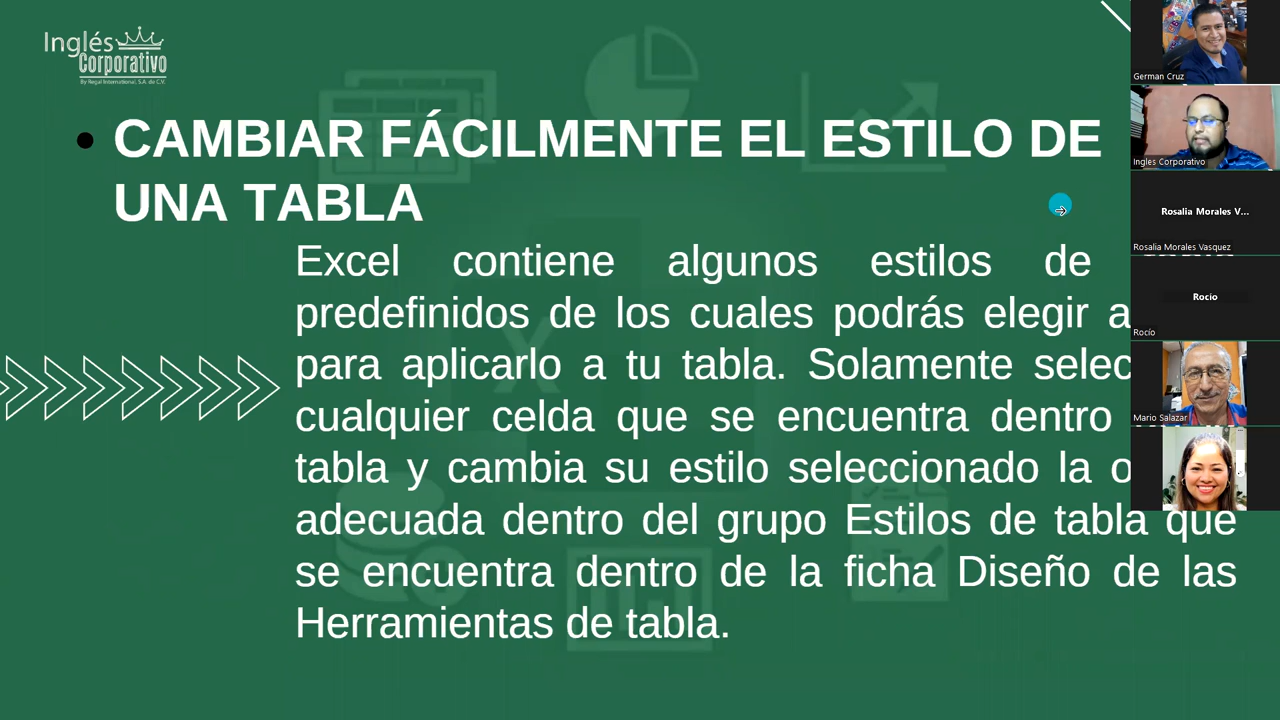 Inglés
Corporativo
By Regal International, S.A. de C.V.
• CAMBIAR FÁCILMENTE EL ESTILO DE
UNA TABLA
Excel contiene algunos estilos de
predefinidos de los cuales podrás elegir a
para aplicarlo a tu tabla. Solamente selec
cualquier celda que se encuentra dentro
tabla y cambia su estilo seleccionado la o
adecuada dentro del grupo Estilos de tabla que
se encuentra dentro de la ficha Diseño de las
Herramientas de tabla.
German Cruz
Ingles Corporativo
Rosalia Morales V...
Rosalia Morales Vasquez
Rocío
Rocío
Mario Salazar